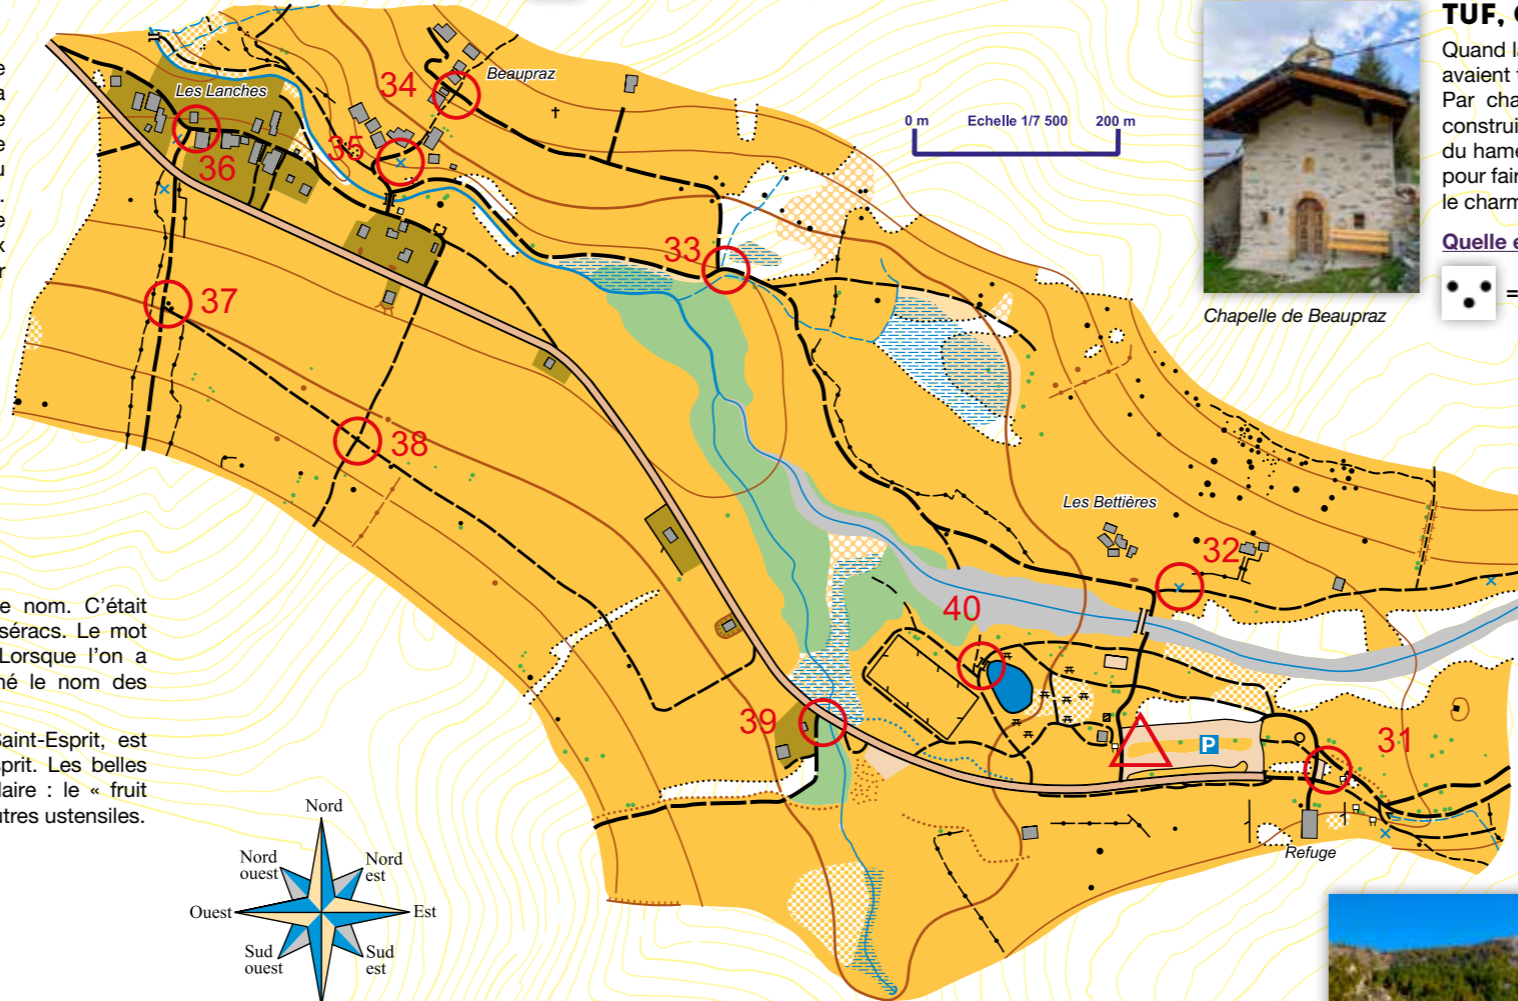 TUF,
Quand la
avaient
Par cha
construi
du hame
pour fair
le charm
Quelle e
=
Chapelle de Beaupraz
e
a
e
e
u
.
e
x
r
34
Beaupraz
Les Lanches
35
36
0 m Echelle 1/7 500 200 m
33
37
38
Les Bettières
32
40
39
P
31
Refuge
e nom. C'était
séracs. Le mot
Lorsque l'on a
né le nom des
Saint-Esprit, est
sprit. Les belles
laire : le « fruit
utres ustensiles.
Nord
Nord ouest
Nord est
Ouest
Est
Sud ouest
Sud est